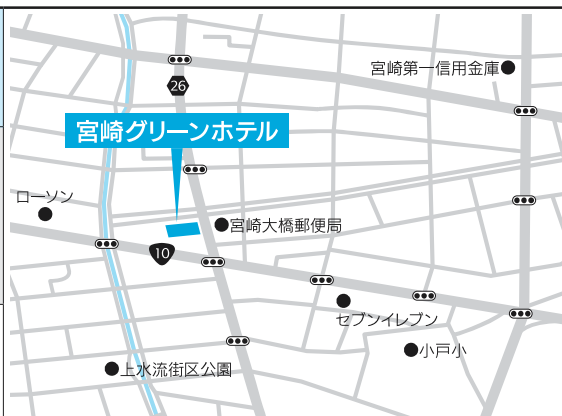 宮崎第一信用金庫
26
宮崎グリーンホテル
ローソン
宮崎大橋郵便局
10
セブンイレブン
小戸小
上水流街区公園